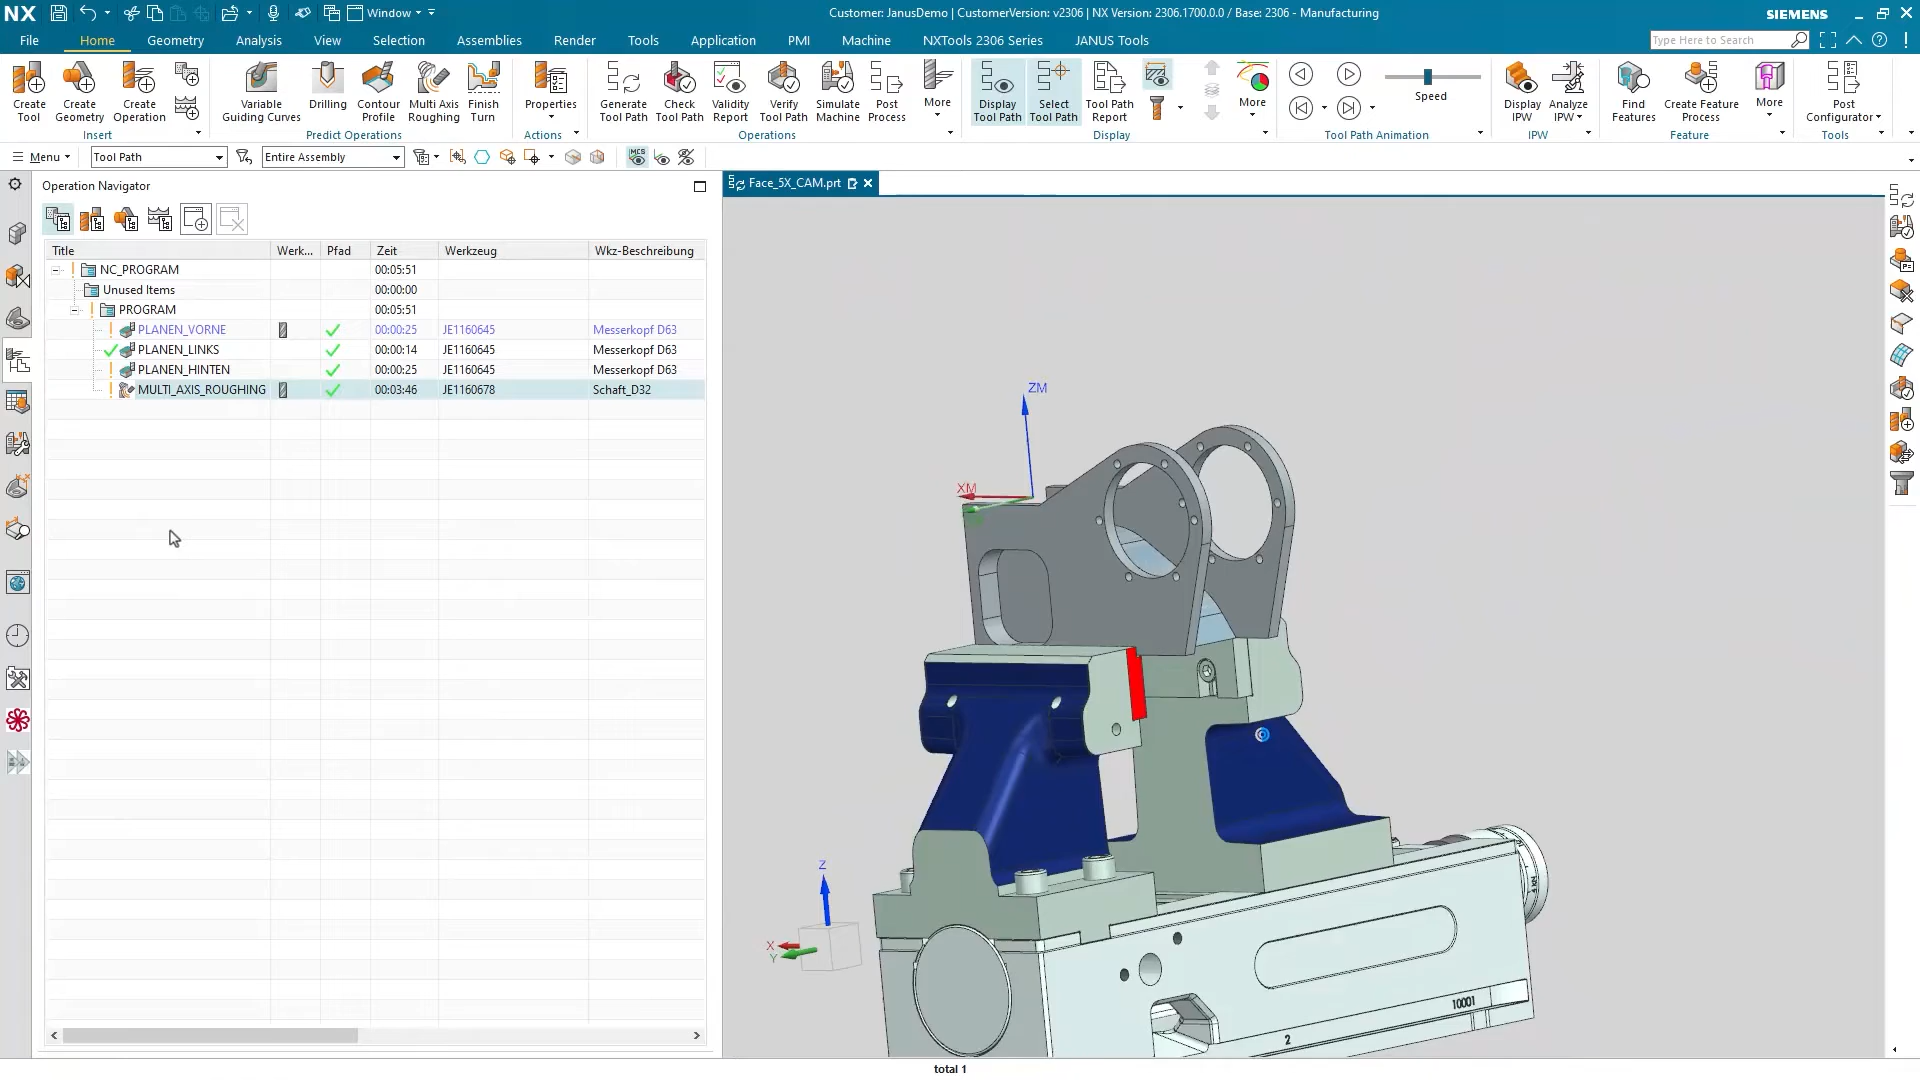 NX Window Customer: JanusDemo | CustomerVersion: v2306 | NX Version: 2306.1700.0.0 / Base: 2306 - Manufacturing SIEMENS
File Home Geometry Analysis View Selection Assemblies Render Tools Application PMI Machine NXTools 2306 Series JANUS Tools Type Here to Search
Create Tool
Create Geometry
Create Operation
Insert
Variable Guiding Curves
Drilling
Contour Profile
Multi Axis Roughing
Finish Turn
Predict Operations
Properties
Actions
Generate Tool Path
Check Tool Path
Validity Report
Verify Tool Path
Simulate Machine
Post Process
More
Operations
Display Tool Path
Select Tool Path
Tool Path Report
More
Display
Speed
Tool Path Animation
Display IPW
Analyze IPW
IPW
Find Features
Create Feature Process
More
Feature
Post Configurator
Tools
Menu Tool Path Entire Assembly MCS
Operation Navigator
Face_5X_CAM.prt
Title Werk... Pfad Zeit Werkzeug Wkz-Beschreibung
NC_PROGRAM 00:05:51
Unused Items 00:00:00
PROGRAM 00:05:51
PLANEN_VORNE 00:00:25 JE1160645 Messerkopf D63
PLANEN_LINKS 00:00:14 JE1160645 Messerkopf D63
PLANEN_HINTEN 00:00:25 JE1160645 Messerkopf D63
MULTI_AXIS_ROUGHING 00:03:46 JE1160678 Schaft_D32
ZM
XM
Z
X
Y
10001
2
total 1